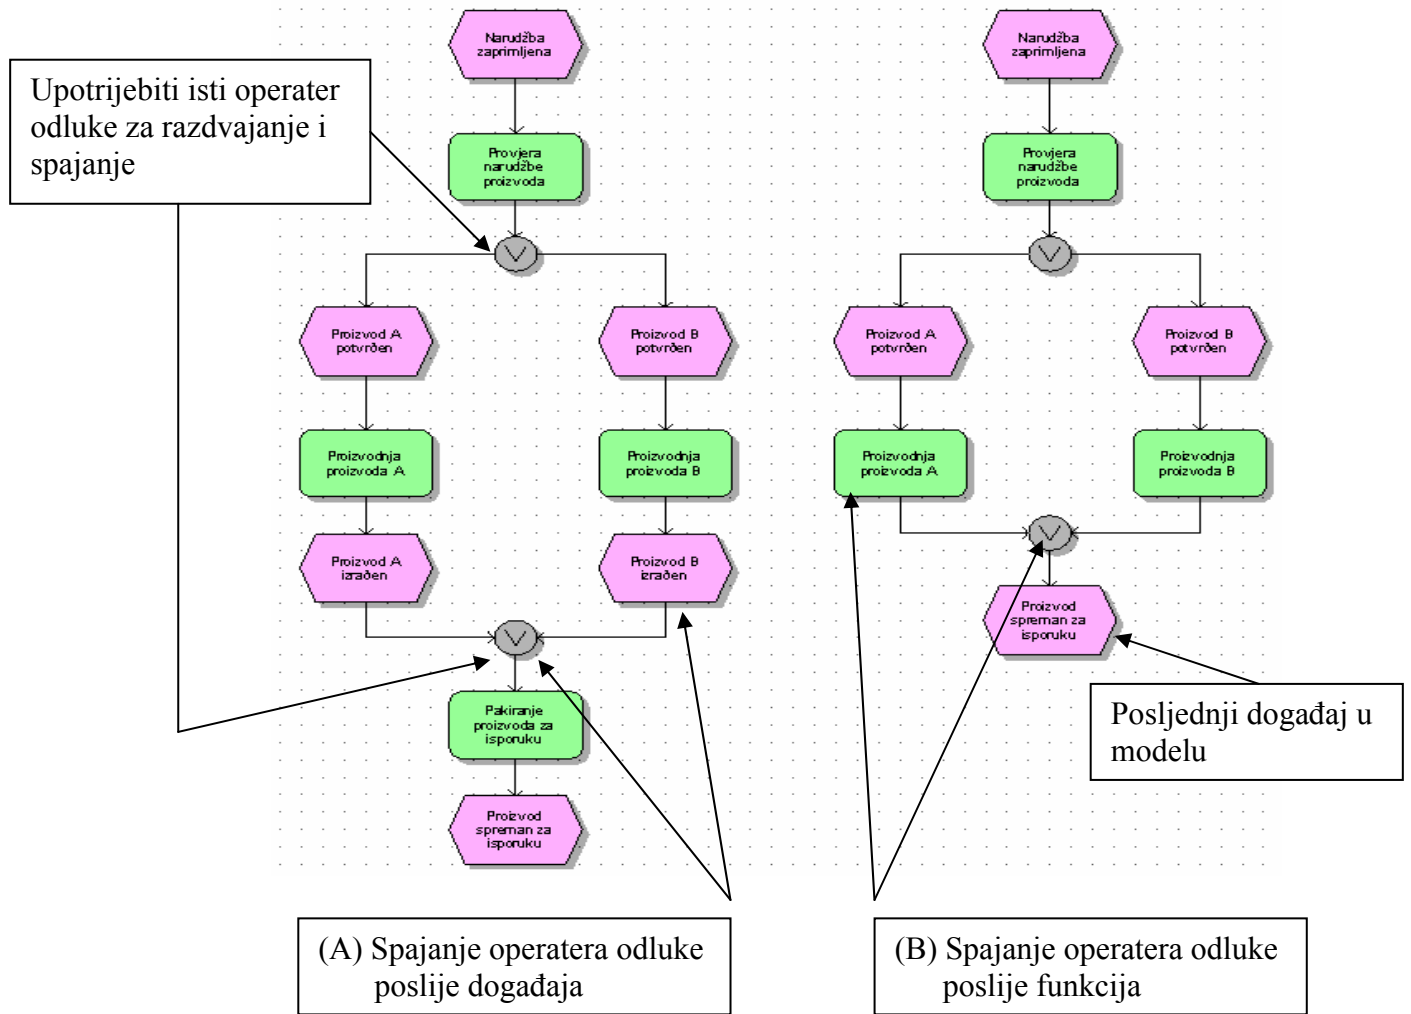 Narudžba
zaprimljena
Narudžba
zaprimljena
Upotrijebiti isti operater
odluke za razdvajanje i
spajanje
Provjera
narudžbe
proizvoda
Provjera
narudžbe
proizvoda
Proizvod A
potvrđen
Proizvod B
potvrđen
Proizvod A
potvrđen
Proizvod B
potvrđen
Proizvodnja
proizvoda A
Proizvodnja
proizvoda B
Proizvodnja
proizvoda A
Proizvodnja
proizvoda B
Proizvod A
izrađen
Proizvod B
izrađen
Proizvod
spreman za
isporuku
Pakiranje
proizvoda za
isporuku
Posljednji događaj u
modelu
Proizvod
spreman za
isporuku
(A) Spajanje operatera odluke
poslije događaja
(B) Spajanje operatera odluke
poslije funkcija